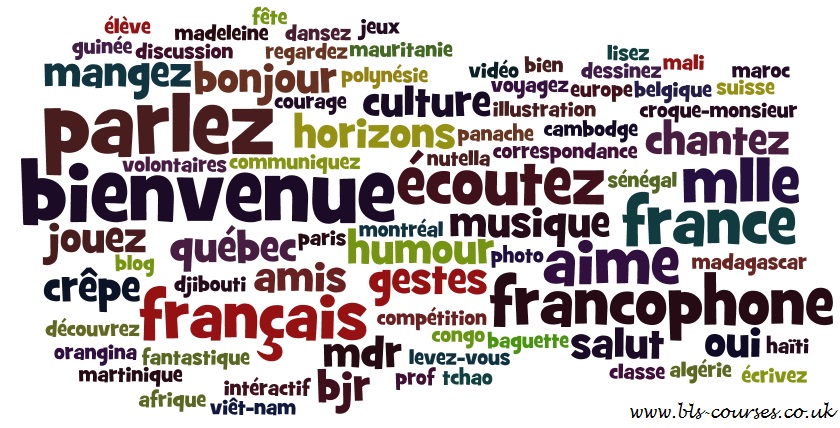 élève madeleine fête dansez jeux
guinée discussion regardez mauritanie
mangez bonjour polynésie vidéo bien lisez dessinez mali maroc
parlez courage culture voyagez europe belgique suisse
illustration croque-monsieur
horizons panache cambodge chantez
volontaires communiquez nutella correspondance
bienvenue écoutez sénégal mlle
jouez québec paris montréal musique france
blog humour photo aime madagascar
crêpe djibouti amis gestes francophone
découvrez français compétition congo baguette salut oui haïti
orangina fantastique mdr levez-vous
martinique interáctif bjr prof tchao classe algérie écrivez
afrique viêt-nam
www.bls-courses.co.uk